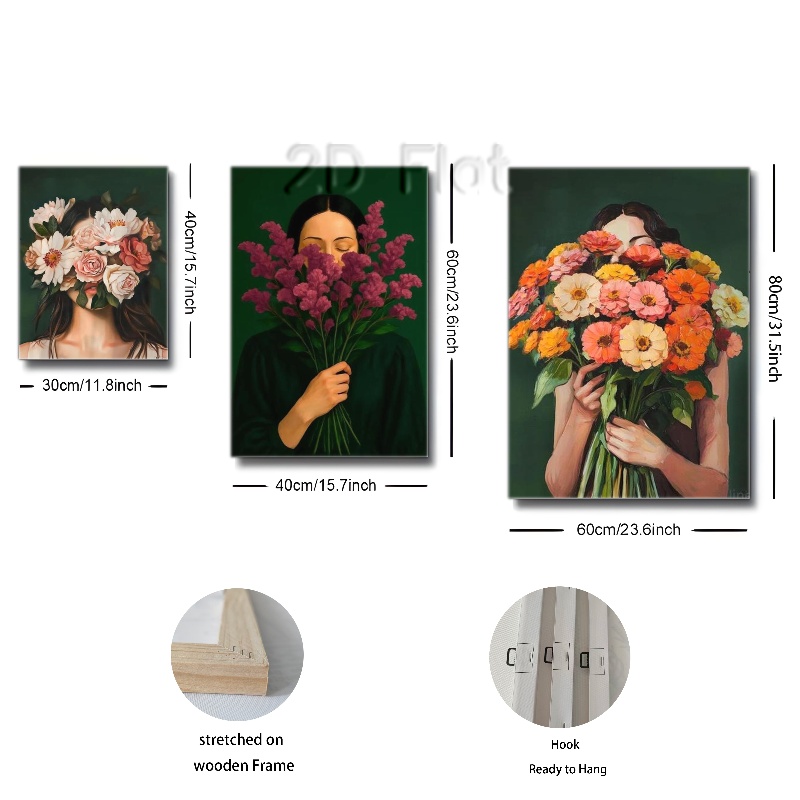 2D Flat
40cm/15.7inch
30cm/11.8inch
60cm/23.6inch
40cm/15.7inch
80cm/31.5inch
60cm/23.6inch
stretched on
wooden Frame
Hook
Ready to Hang